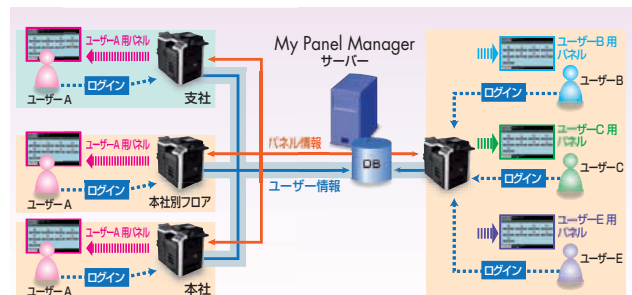 ユーザーA 用パネル
ログイン
ユーザーA
支社
ユーザーA 用パネル
ログイン
ユーザーA
本社別フロア
ユーザーA 用パネル
ログイン
ユーザーA
本社
My Panel Manager
サーバー
パネル情報
DB
ユーザー情報
ユーザーB 用
パネル
ログイン
ユーザーB
ユーザーC 用
パネル
ログイン
ユーザーC
ユーザーE 用
パネル
ログイン
ユーザーE